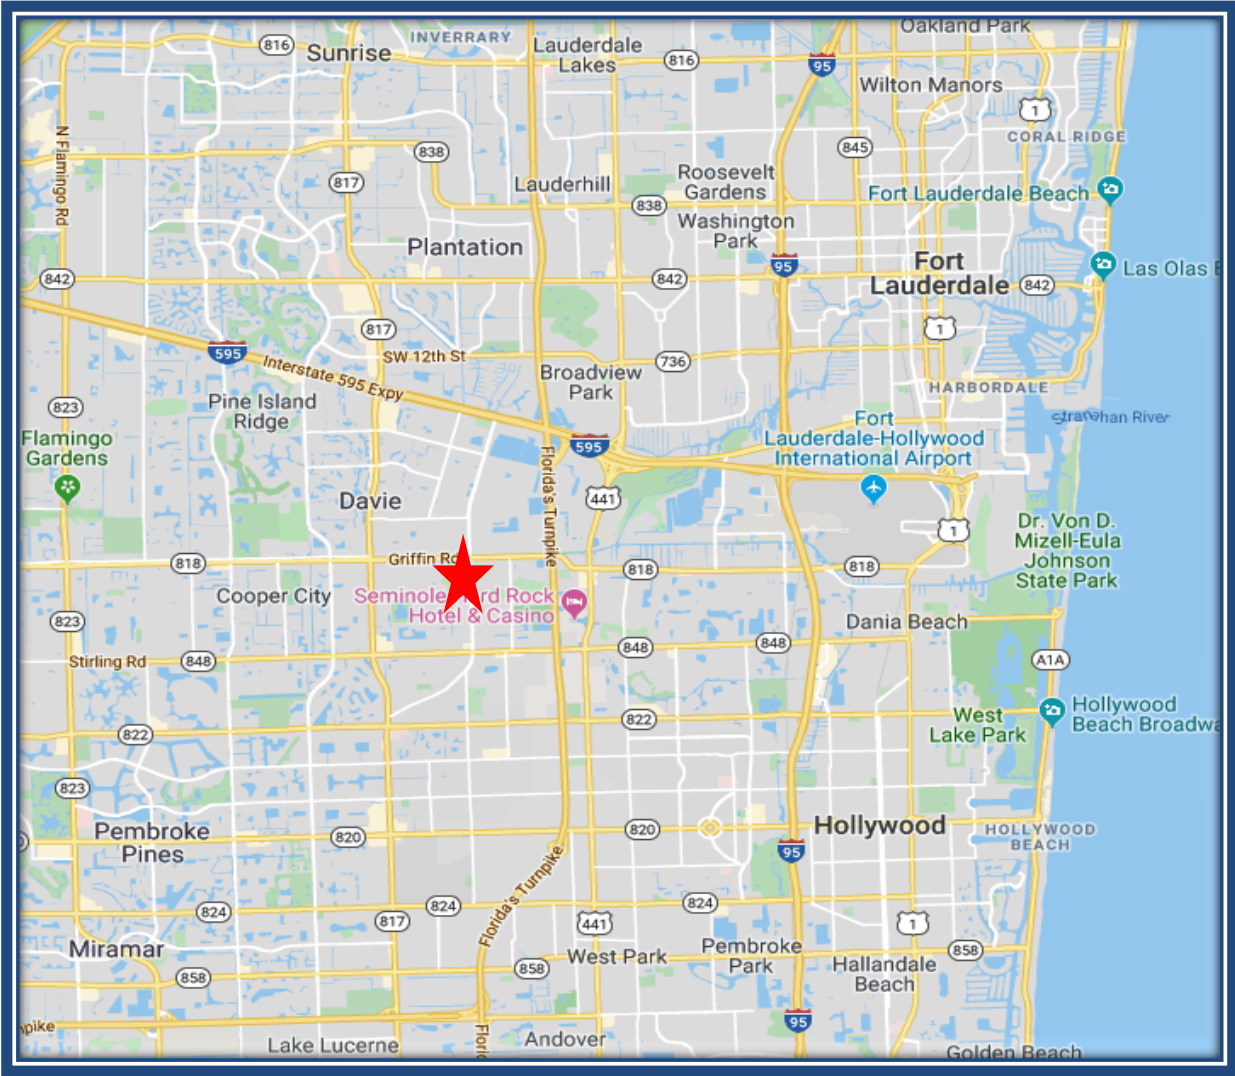 Oakland Park
INVERRARY
816
Sunrise
Lauderdale
Lakes
816
95
Wilton Manors
1
CORAL RIDGE
N Flamingo Rd
838
845
817
Lauderhill
Roosevelt
Gardens
838
Fort Lauderdale Beach
Washington
Park
Plantation
842
842
95
Fort
Lauderdale
842
Las Olas
817
1
595
Interstate 595 Expy
SW 12th St
736
Broadview
Park
HARBORDALE
Pine Island
Ridge
823
Flamingo
Gardens
595
Florida's Turnpike
Fort
Lauderdale-Hollywood
International Airport
Stranahan River
Davie
441
1
Dr. Von D.
Mizell-Eula
Johnson
State Park
818
Griffin
818
818
Cooper City
Seminole
Rock
Hotel & Casino
823
Dania Beach
Stirling Rd
848
848
848
A1A
822
822
West
Lake Park
Hollywood
Beach
823
Pembroke
Pines
820
820
Hollywood
95
HOLLYWOOD
BEACH
Florida's Turnpike
824
817
824
441
824
1
Miramar
858
858
West Park
Pembroke
Park
Hallandale
Beach
858
95
Lake Lucerne
Andover
Golden Beach